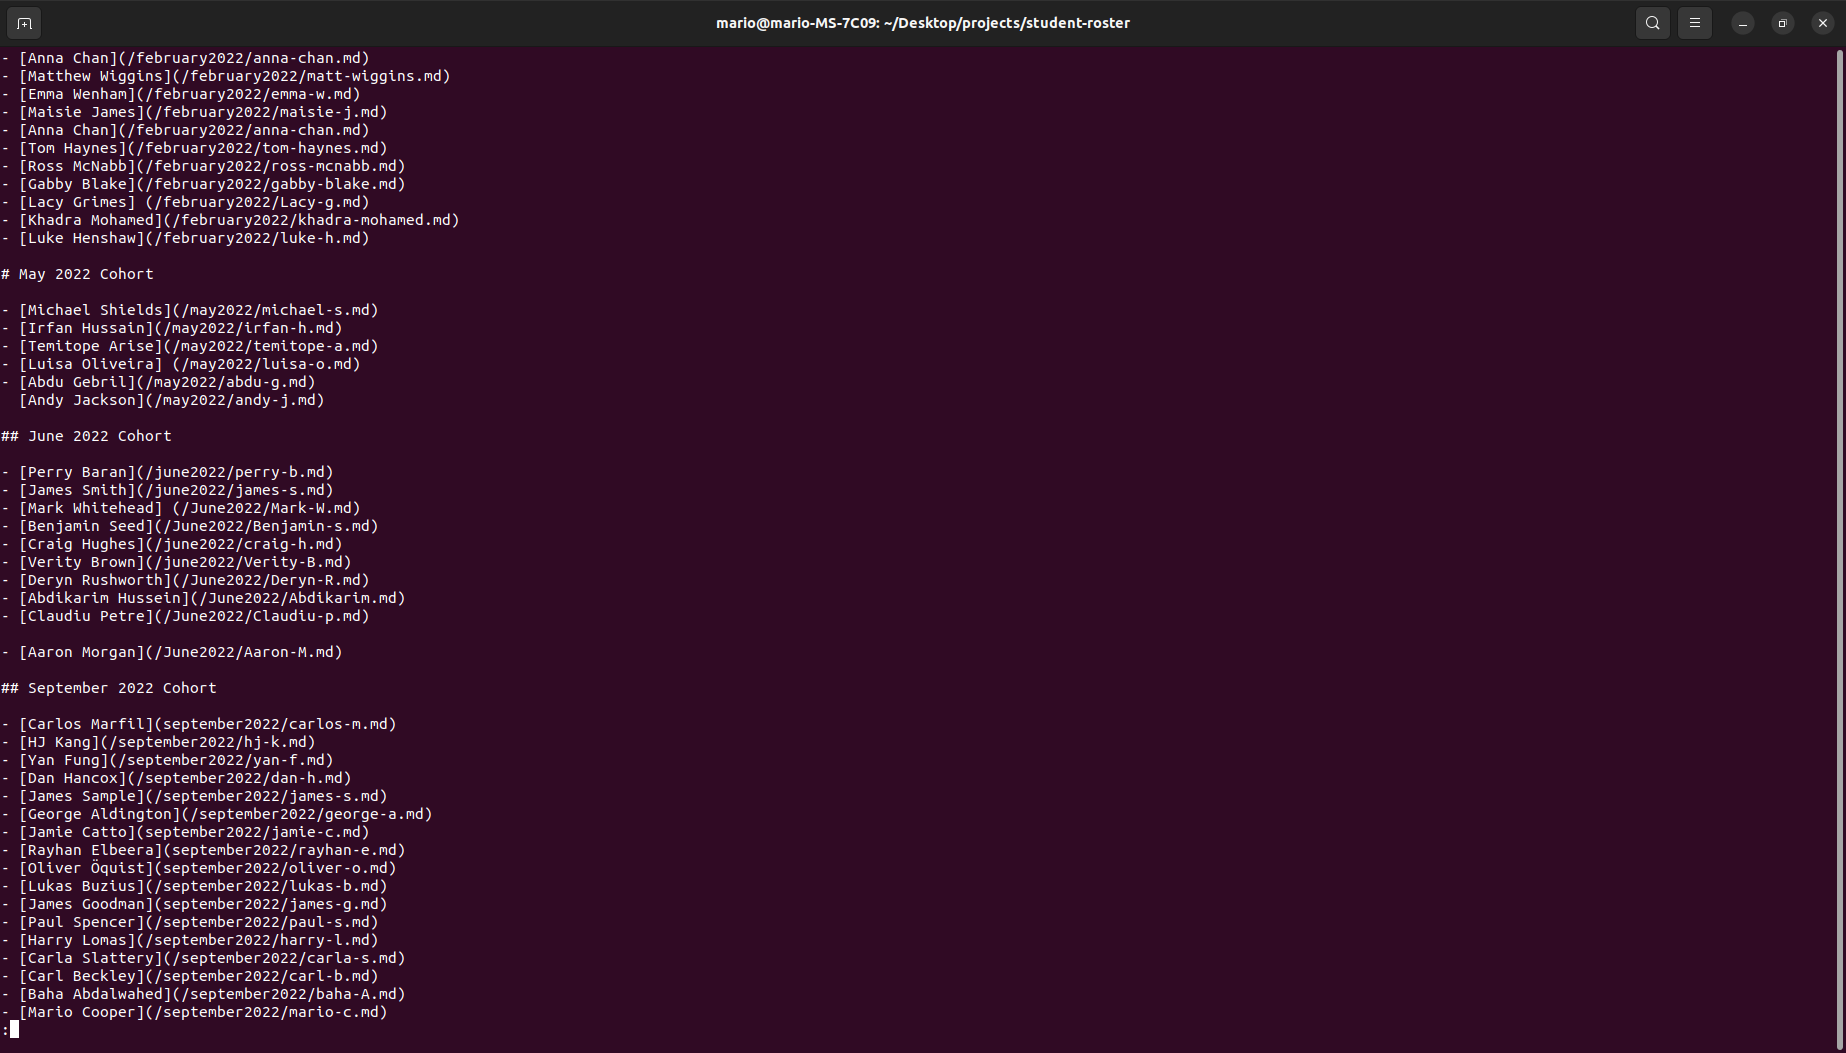 mario@mario-MS-7C09: ~/Desktop/projects/student-roster
- [Anna Chan](/february2022/anna-chan.md)
- [Matthew Wiggins](/february2022/matt-wiggins.md)
- [Emma Wenham](/february2022/emma-w.md)
- [Maisie James](/february2022/maisie-j.md)
- [Anna Chan](/february2022/anna-chan.md)
- [Tom Haynes](/february2022/tom-haynes.md)
- [Ross McNabb](/february2022/ross-mcnabb.md)
- [Gabby Blake](/february2022/gabby-blake.md)
- [Lacy Grimes] (/february2022/Lacy-g.md)
- [Khadra Mohamed](/february2022/khadra-mohamed.md)
- [Luke Henshaw](/february2022/luke-h.md)
# May 2022 Cohort
- [Michael Shields](/may2022/michael-s.md)
- [Irfan Hussain](/may2022/irfan-h.md)
- [Temitope Arise](/may2022/temitope-a.md)
- [Luisa Oliveira] (/may2022/luisa-o.md)
- [Abdu Gebril](/may2022/abdu-g.md)
[Andy Jackson](/may2022/andy-j.md)
## June 2022 Cohort
- [Perry Baran](/june2022/perry-b.md)
- [James Smith](/june2022/james-s.md)
- [Mark Whitehead] (/June2022/Mark-W.md)
- [Benjamin Seed](/June2022/Benjamin-s.md)
- [Craig Hughes](/june2022/craig-h.md)
- [Verity Brown](/june2022/Verity-B.md)
- [Deryn Rushworth](/June2022/Deryn-R.md)
- [Abdikarim Hussein](/June2022/Abdikarim.md)
- [Claudiu Petre](/June2022/Claudiu-p.md)
- [Aaron Morgan](/June2022/Aaron-M.md)
## September 2022 Cohort
- [Carlos Marfil](september2022/carlos-m.md)
- [HJ Kang](/september2022/hj-k.md)
- [Yan Fung](/september2022/yan-f.md)
- [Dan Hancox](/september2022/dan-h.md)
- [James Sample](/september2022/james-s.md)
- [George Aldington](/september2022/george-a.md)
- [Jamie Catto](september2022/jamie-c.md)
- [Rayhan Elbeera](september2022/rayhan-e.md)
- [Oliver Öquist](september2022/oliver-o.md)
- [Lukas Buzius](/september2022/lukas-b.md)
- [James Goodman](september2022/james-g.md)
- [Paul Spencer](/september2022/paul-s.md)
- [Harry Lomas](/september2022/harry-l.md)
- [Carla Slattery](/september2022/carla-s.md)
- [Carl Beckley](/september2022/carl-b.md)
- [Baha Abdalwahed](/september2022/baha-A.md)
- [Mario Cooper](/september2022/mario-c.md)
: